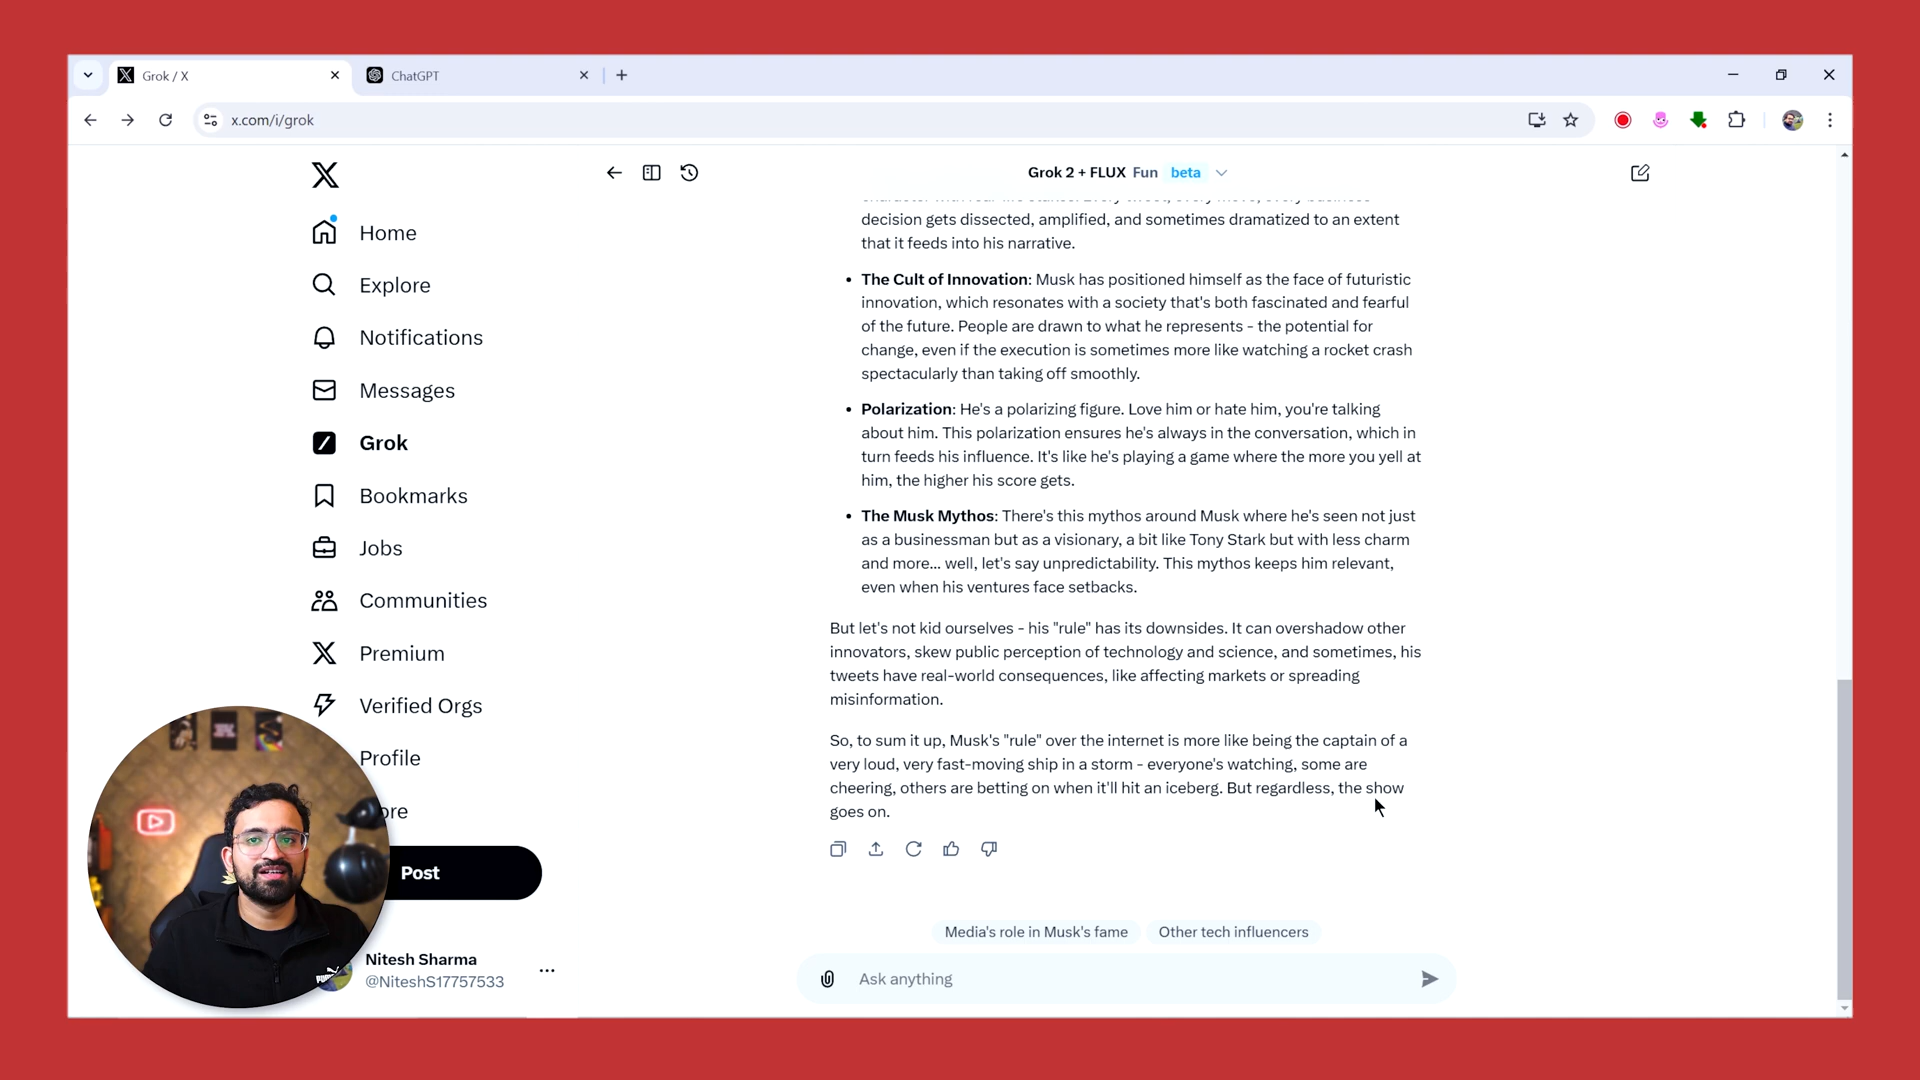 Grok / X
ChatGPT
x.com/i/grok
Grok 2 + FLUX Fun beta
Home
Explore
Notifications
Messages
Grok
Bookmarks
Jobs
Communities
Premium
Verified Orgs
Profile
ore
Post
Nitesh Sharma
@NiteshS17757533
decision gets dissected, amplified, and sometimes dramatized to an extent
that it feeds into his narrative.
• The Cult of Innovation: Musk has positioned himself as the face of futuristic
innovation, which resonates with a society that's both fascinated and fearful
of the future. People are drawn to what he represents - the potential for
change, even if the execution is sometimes more like watching a rocket crash
spectacularly than taking off smoothly.
• Polarization: He's a polarizing figure. Love him or hate him, you're talking
about him. This polarization ensures he's always in the conversation, which in
turn feeds his influence. It's like he's playing a game where the more you yell at
him, the higher his score gets.
• The Musk Mythos: There's this mythos around Musk where he's seen not just
as a businessman but as a visionary, a bit like Tony Stark but with less charm
and more... well, let's say unpredictability. This mythos keeps him relevant,
even when his ventures face setbacks.
But let's not kid ourselves - his "rule" has its downsides. It can overshadow other
innovators, skew public perception of technology and science, and sometimes, his
tweets have real-world consequences, like affecting markets or spreading
misinformation.
So, to sum it up, Musk's "rule" over the internet is more like being the captain of a
very loud, very fast-moving ship in a storm - everyone's watching, some are
cheering, others are betting on when it'll hit an iceberg. But regardless, the show
goes on.
Media's role in Musk's fame
Other tech influencers
Ask anything